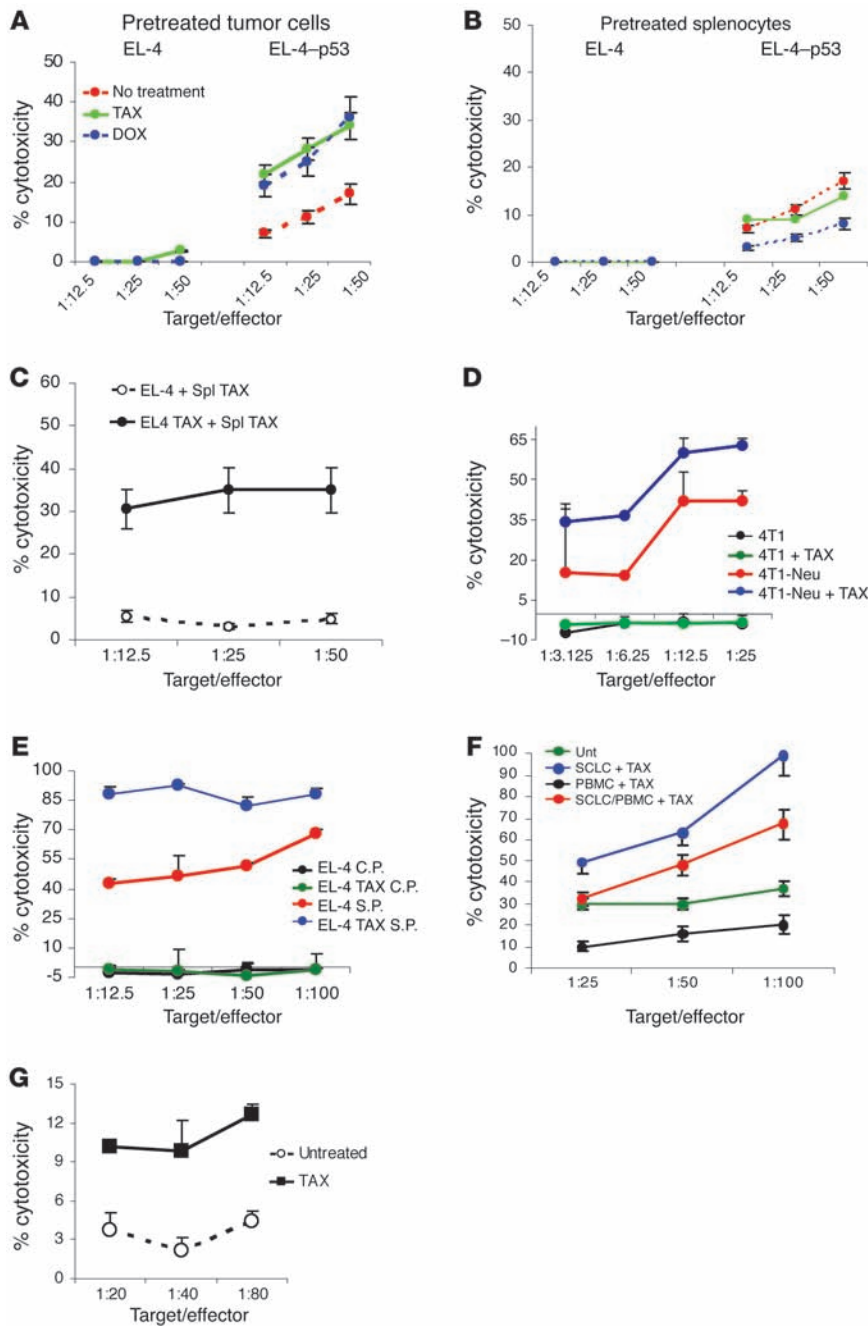 A
Pretreated tumor cells
EL-4
EL-4–p53
50
40
30
20
10
0
% cytotoxicity
No treatment
TAX
DOX
1:12.5
1:25
1:50
1:12.5
1:25
1:50
Target/effector
B
Pretreated splenocytes
EL-4
EL-4–p53
50
40
30
20
10
0
% cytotoxicity
1:12.5
1:25
1:50
1:12.5
1:25
1:50
Target/effector
C
60
50
40
30
20
10
0
% cytotoxicity
EL-4 + Spl TAX
EL4 TAX + Spl TAX
1:12.5
1:25
1:50
Target/effector
D
65
50
35
20
5
–10
% cytotoxicity
4T1
4T1 + TAX
4T1-Neu
4T1-Neu + TAX
1:3.125
1:6.25
1:12.5
1:25
Target/effector
E
100
85
70
55
40
25
10
-5
% cytotoxicity
EL-4 C.P.
EL-4 TAX C.P.
EL-4 S.P.
EL-4 TAX S.P.
1:12.5
1:25
1:50
1:100
Target/effector
F
100
90
80
70
60
50
40
30
20
10
0
% cytotoxicity
Unt
SCLC + TAX
PBMC + TAX
SCLC/PBMC + TAX
1:25
1:50
1:100
Target/effector
G
15
12
9
6
3
0
% cytotoxicity
Untreated
TAX
1:20
1:40
1:80
Target/effector